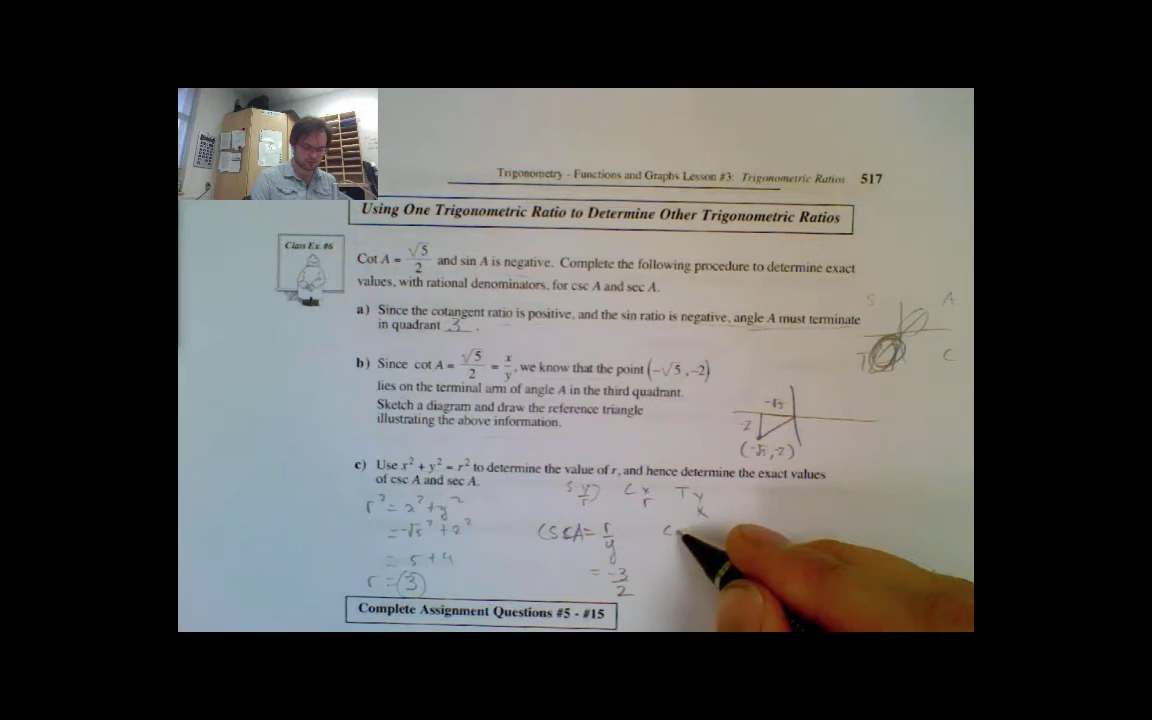 Trigonometry - Functions and Graphs Lesson #3: Trigonometric Ratios 517
Using One Trigonometric Ratio to Determine Other Trigonometric Ratios
Class Ex. #6
Cot A = √5/2 and sin A is negative. Complete the following procedure to determine exact
values, with rational denominators, for csc A and sec A.
S A
T C
a) Since the cotangent ratio is positive, and the sin ratio is negative, angle A must terminate
in quadrant 3.
b) Since cot A = √5/2 = x/y, we know that the point (-√5, -2)
lies on the terminal arm of angle A in the third quadrant.
Sketch a diagram and draw the reference triangle
illustrating the above information.
-√5
-2
(-√5, -2)
c) Use x² + y² = r² to determine the value of r, and hence determine the exact values
of csc A and sec A.
S y/r C x/r T y/x
r² = x² + y²
= -√5² + 2²
= 5 + 4
r = 3
CSCA = r/y
= -3/2
C
Complete Assignment Questions #5 - #15